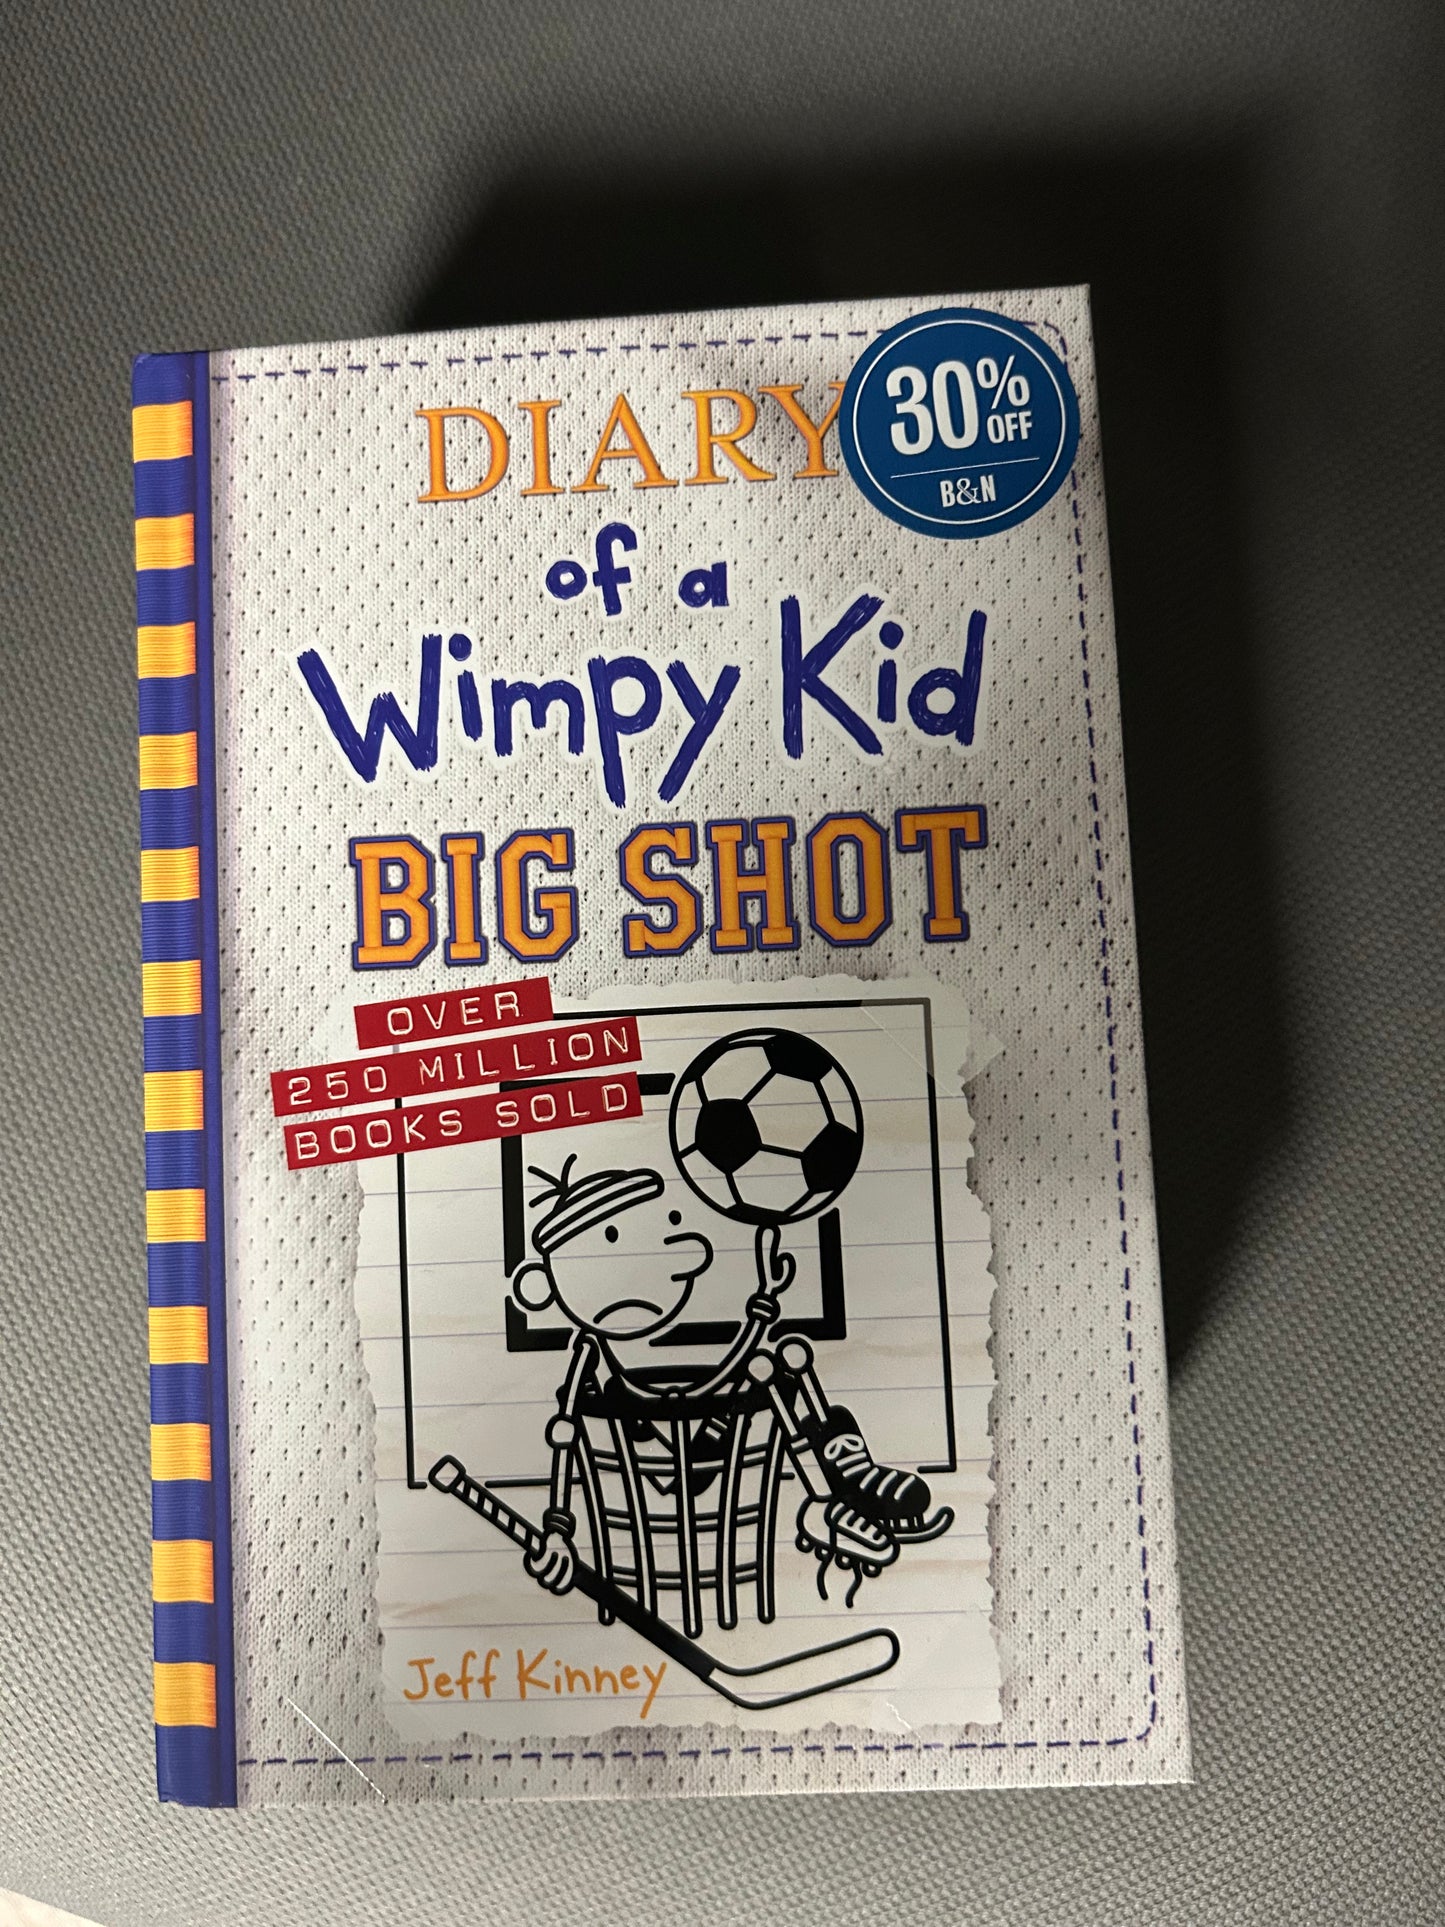 DIARY
30% OFF
B&N
of a
Wimpy Kid
BIG SHOT
OVER
250 MILLION
BOOKS SOLD
Jeff Kinney